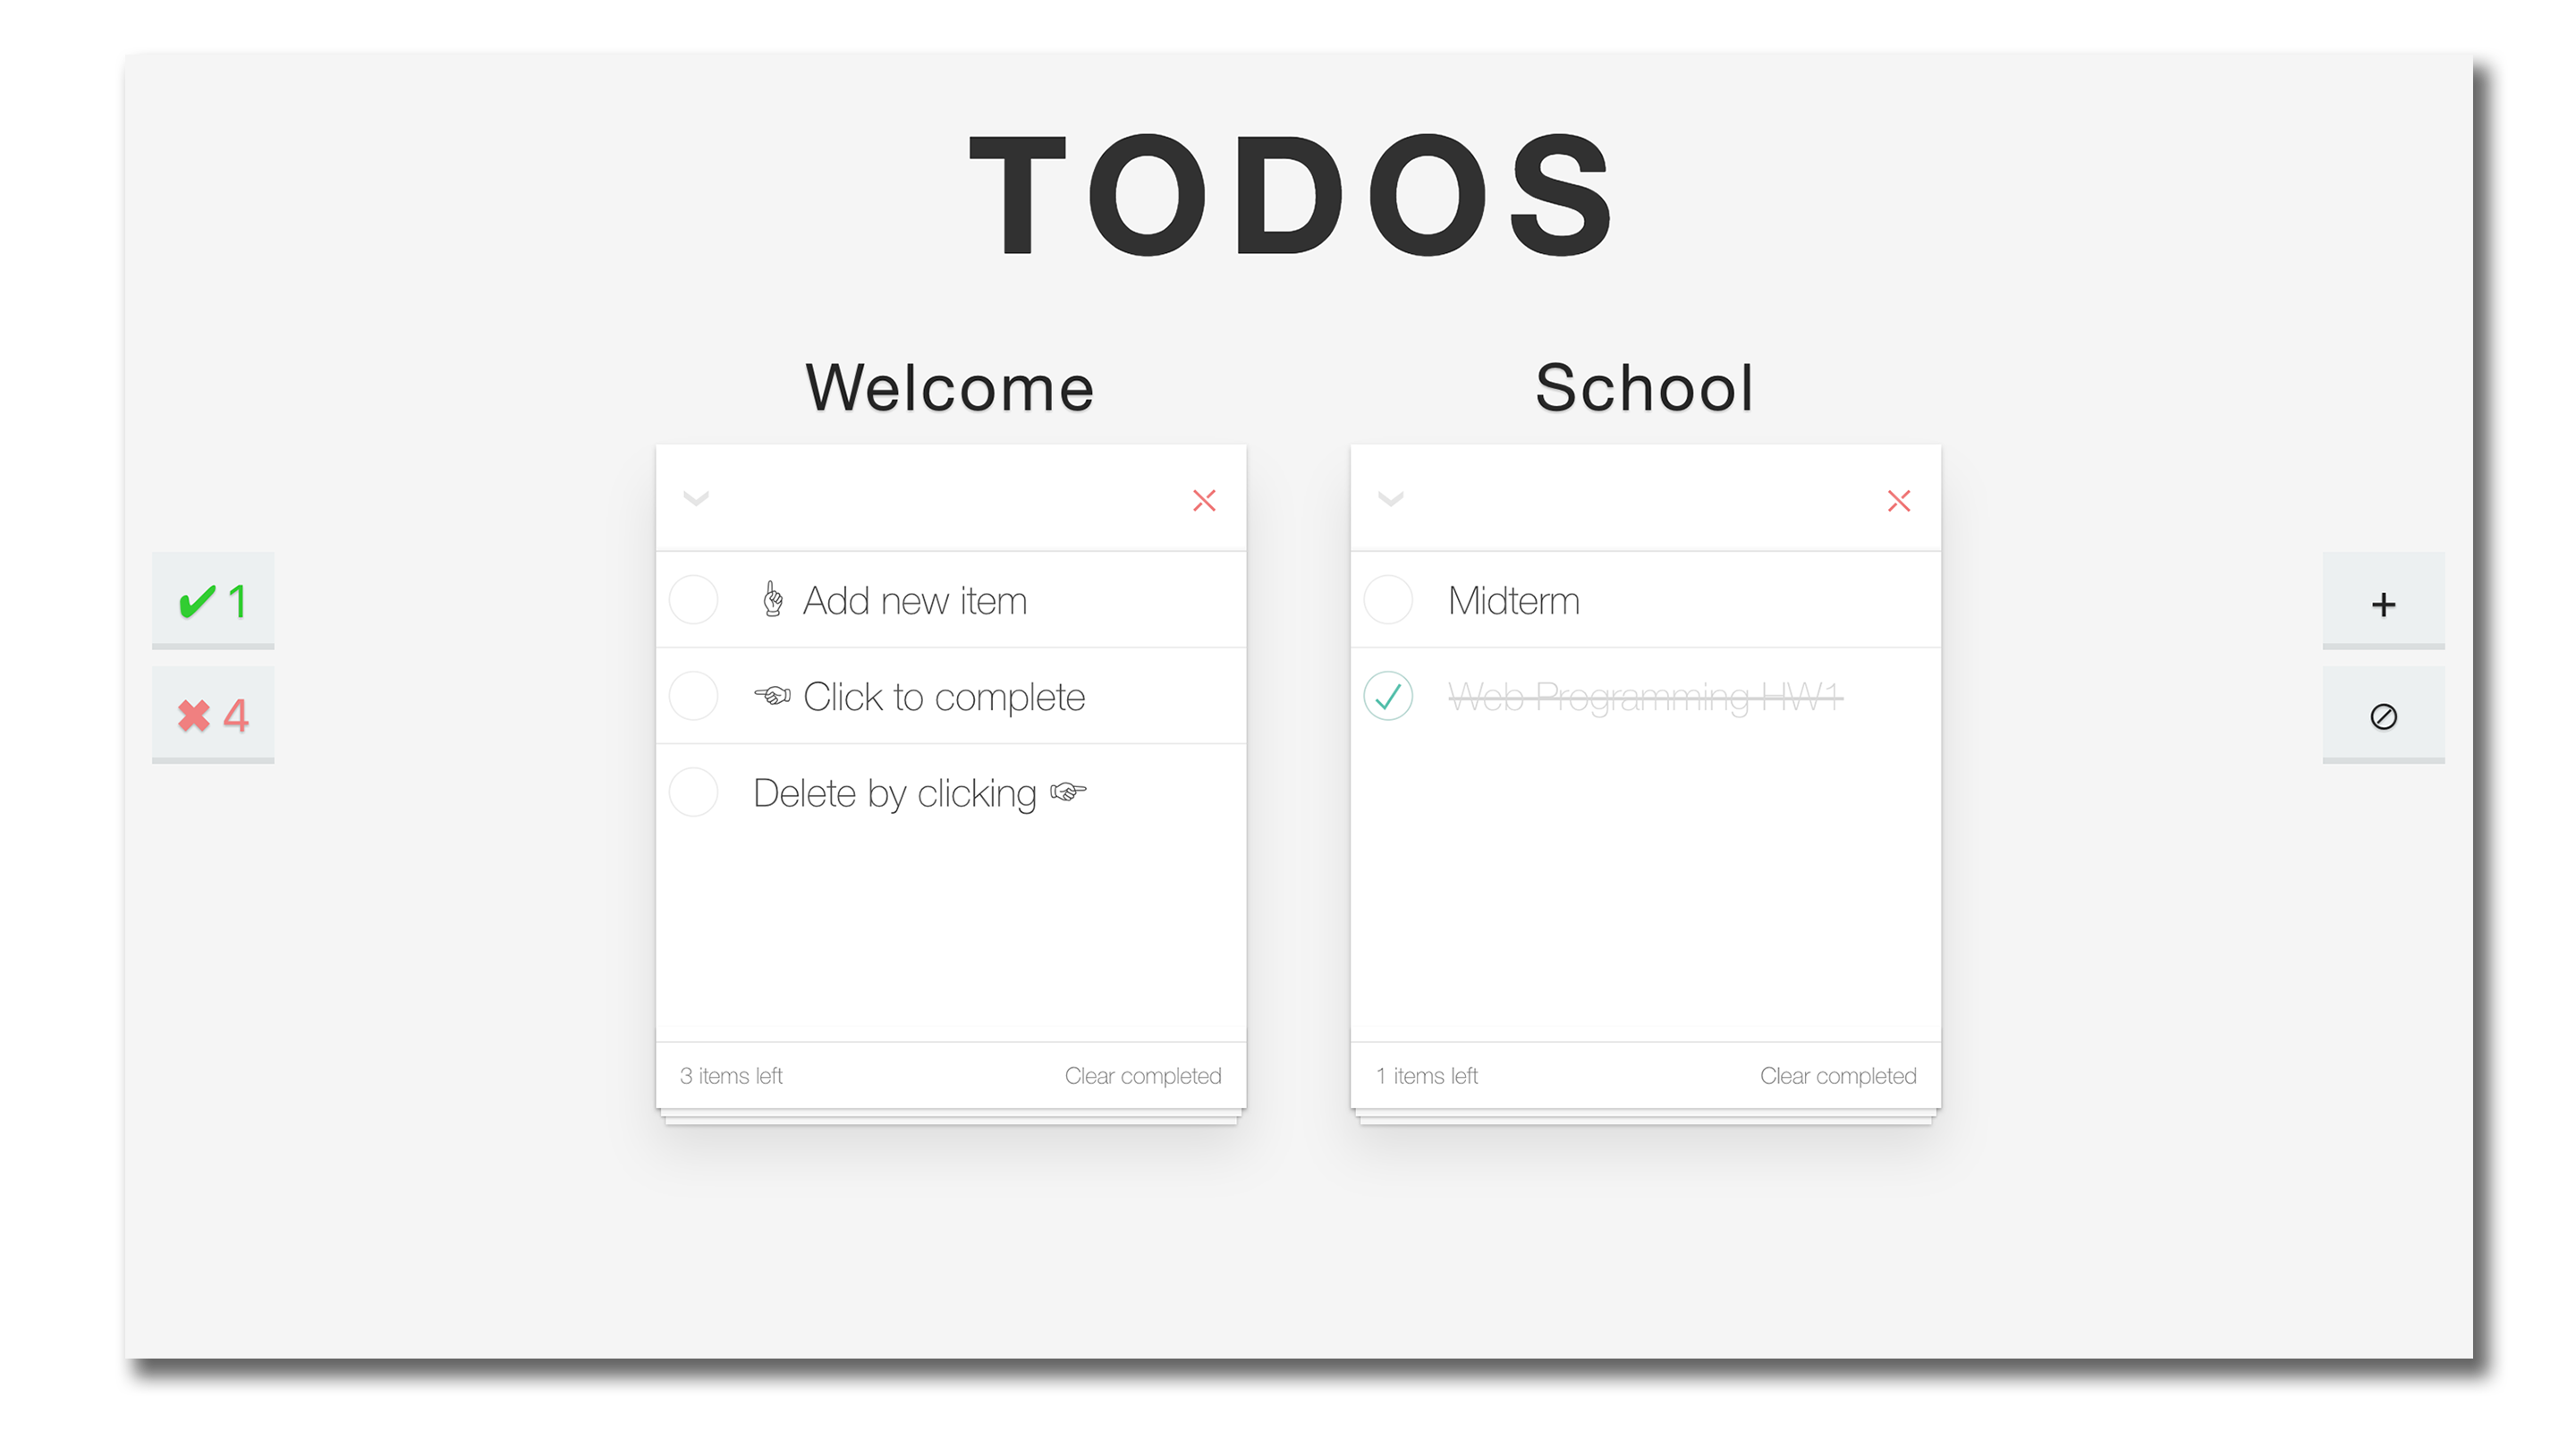 TODOS
Welcome
☝ Add new item
☜ Click to complete
Delete by clicking ☞
3 items left
Clear completed
School
Midterm
Web Programming HW1
1 items left
Clear completed
✔ 1
✖ 4
+
⊘